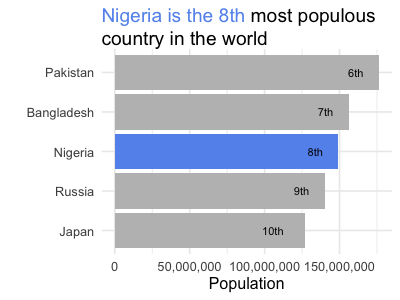 Nigeria is the 8th most populous
country in the world
Pakistan 6th
Bangladesh 7th
Nigeria 8th
Russia 9th
Japan 10th
0 50,000,000 100,000,000 150,000,000
Population